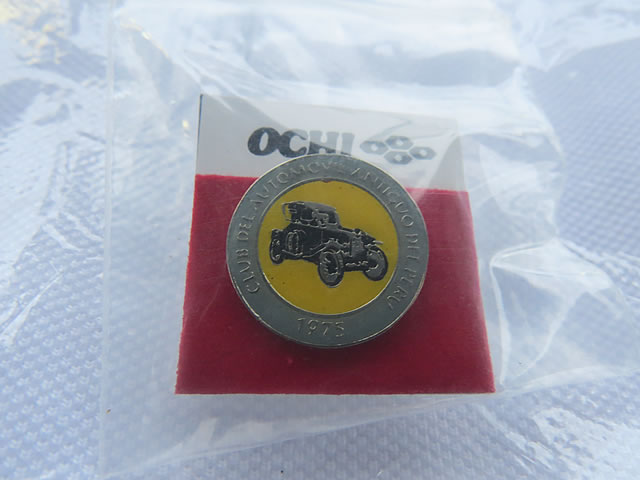 OCHI
CLUB DEL AUTOMOVIL ANTIGUO DEL PERU
1975